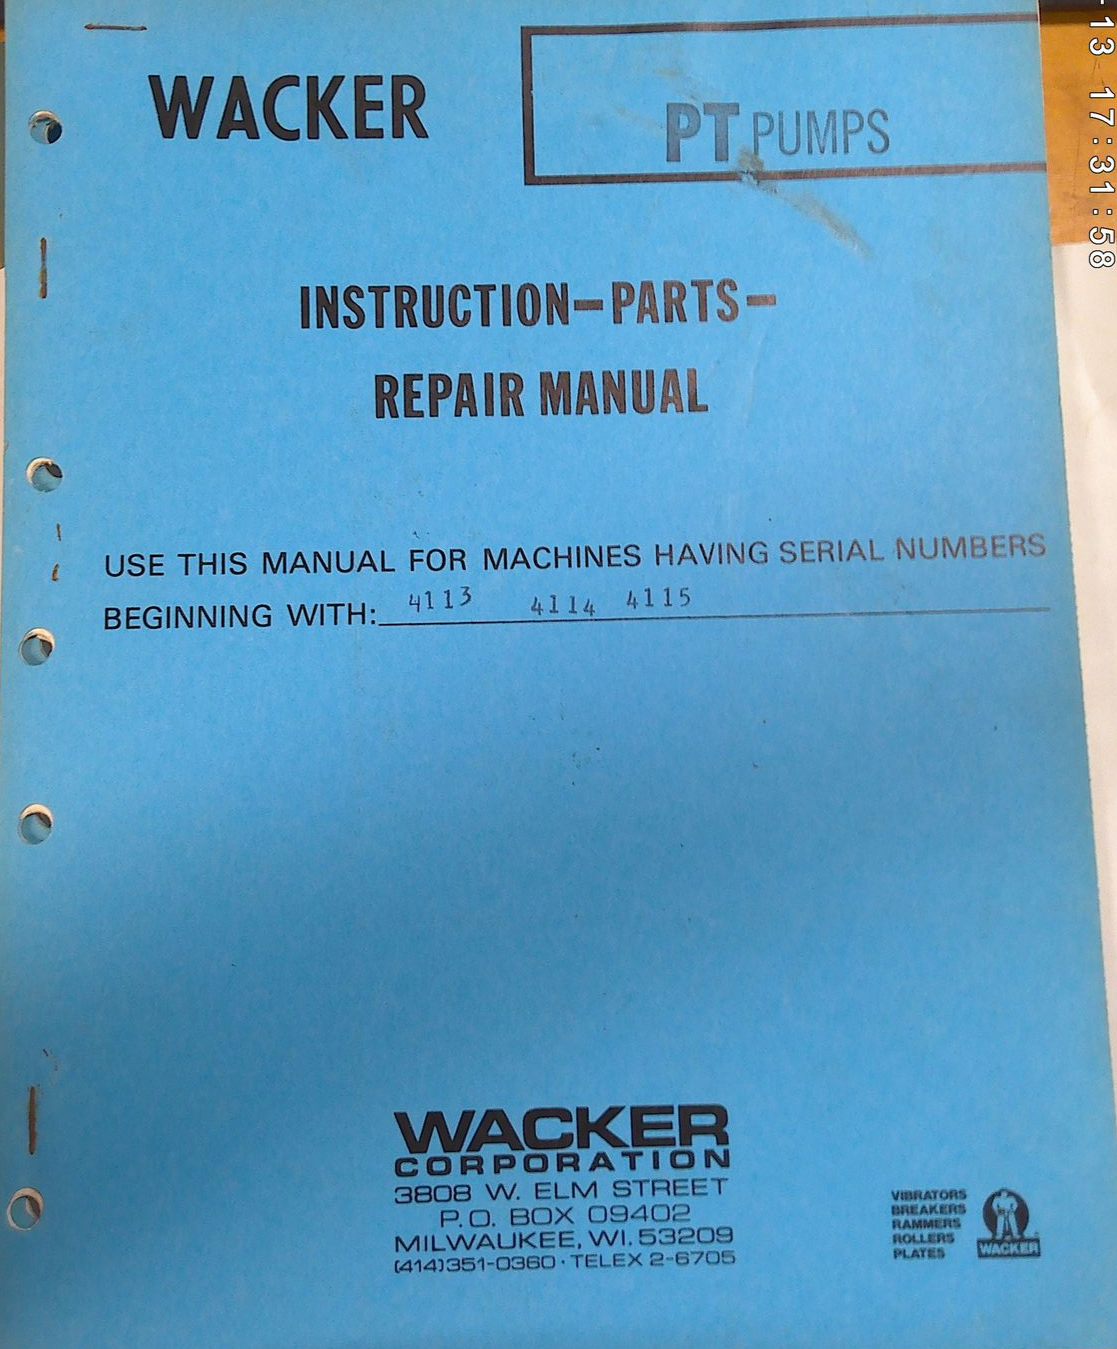 WACKER
PT PUMPS
INSTRUCTION-PARTS-
REPAIR MANUAL
USE THIS MANUAL FOR MACHINES HAVING SERIAL NUMBERS
BEGINNING WITH: 4113 4114 4115
WACKER
CORPORATION
3808 W. ELM STREET
P.O. BOX 09402
MILWAUKEE, WI. 53209
(414)351-0360 · TELEX 2-6705
VIBRATORS
BREAKERS
RAMMERS
ROLLERS
PLATES
WACKER
-13 17:31:58